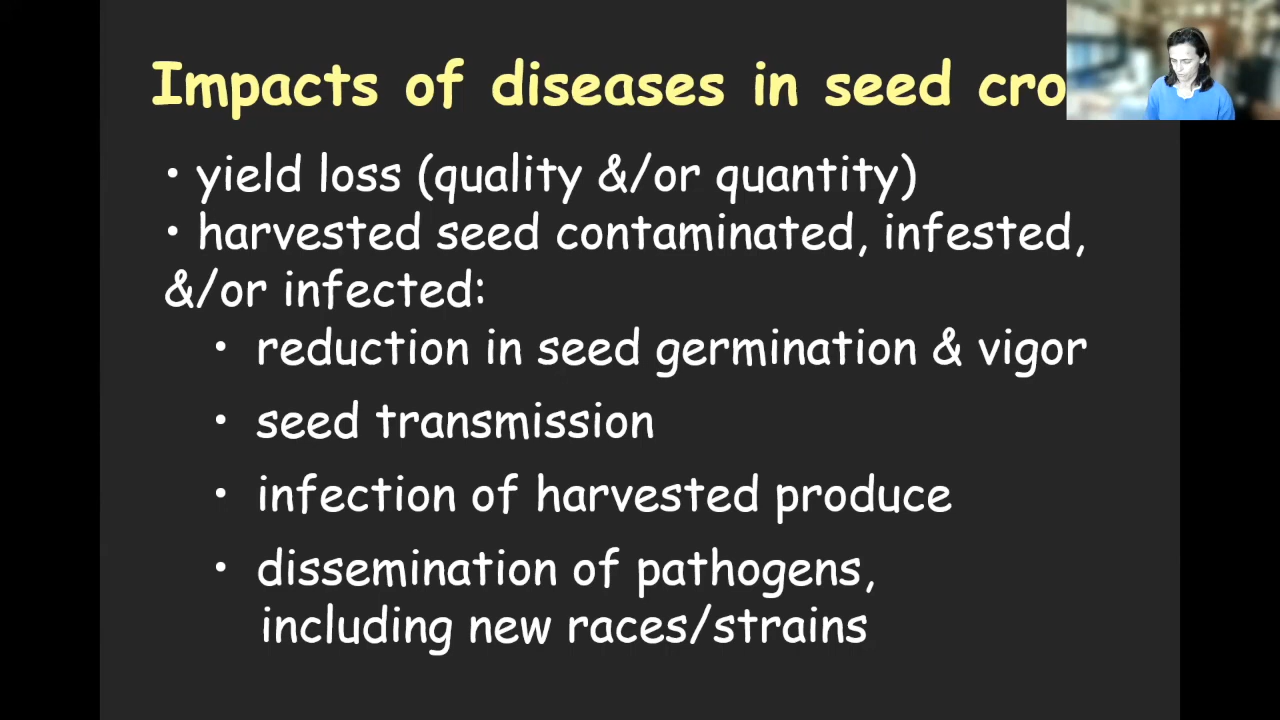 Impacts of diseases in seed cro
• yield loss (quality &/or quantity)
• harvested seed contaminated, infested,
&/or infected:
• reduction in seed germination & vigor
• seed transmission
• infection of harvested produce
• dissemination of pathogens,
including new races/strains